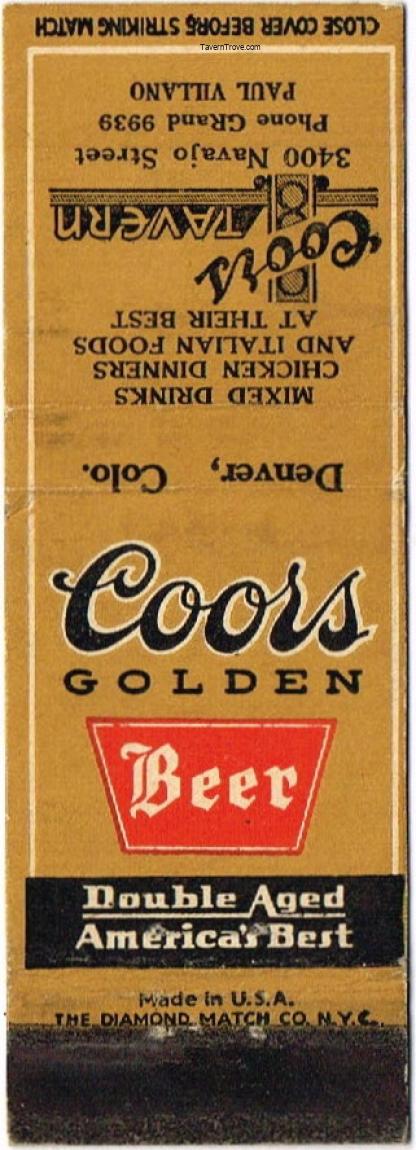 TavernTrove.com
CLOSE COVER BEFORE STRIKING MATCH
PAUL VILLANO
Phone GRand 9939
3400 Navajo Street
Coors TAVERN
AT THEIR BEST
AND ITALIAN FOODS
CHICKEN DINNERS
MIXED DRINKS
Denver, Colo.
Coors
GOLDEN
Beer
Double Aged
America's Best
Made in U.S.A.
THE DIAMOND MATCH CO. N.Y.C.